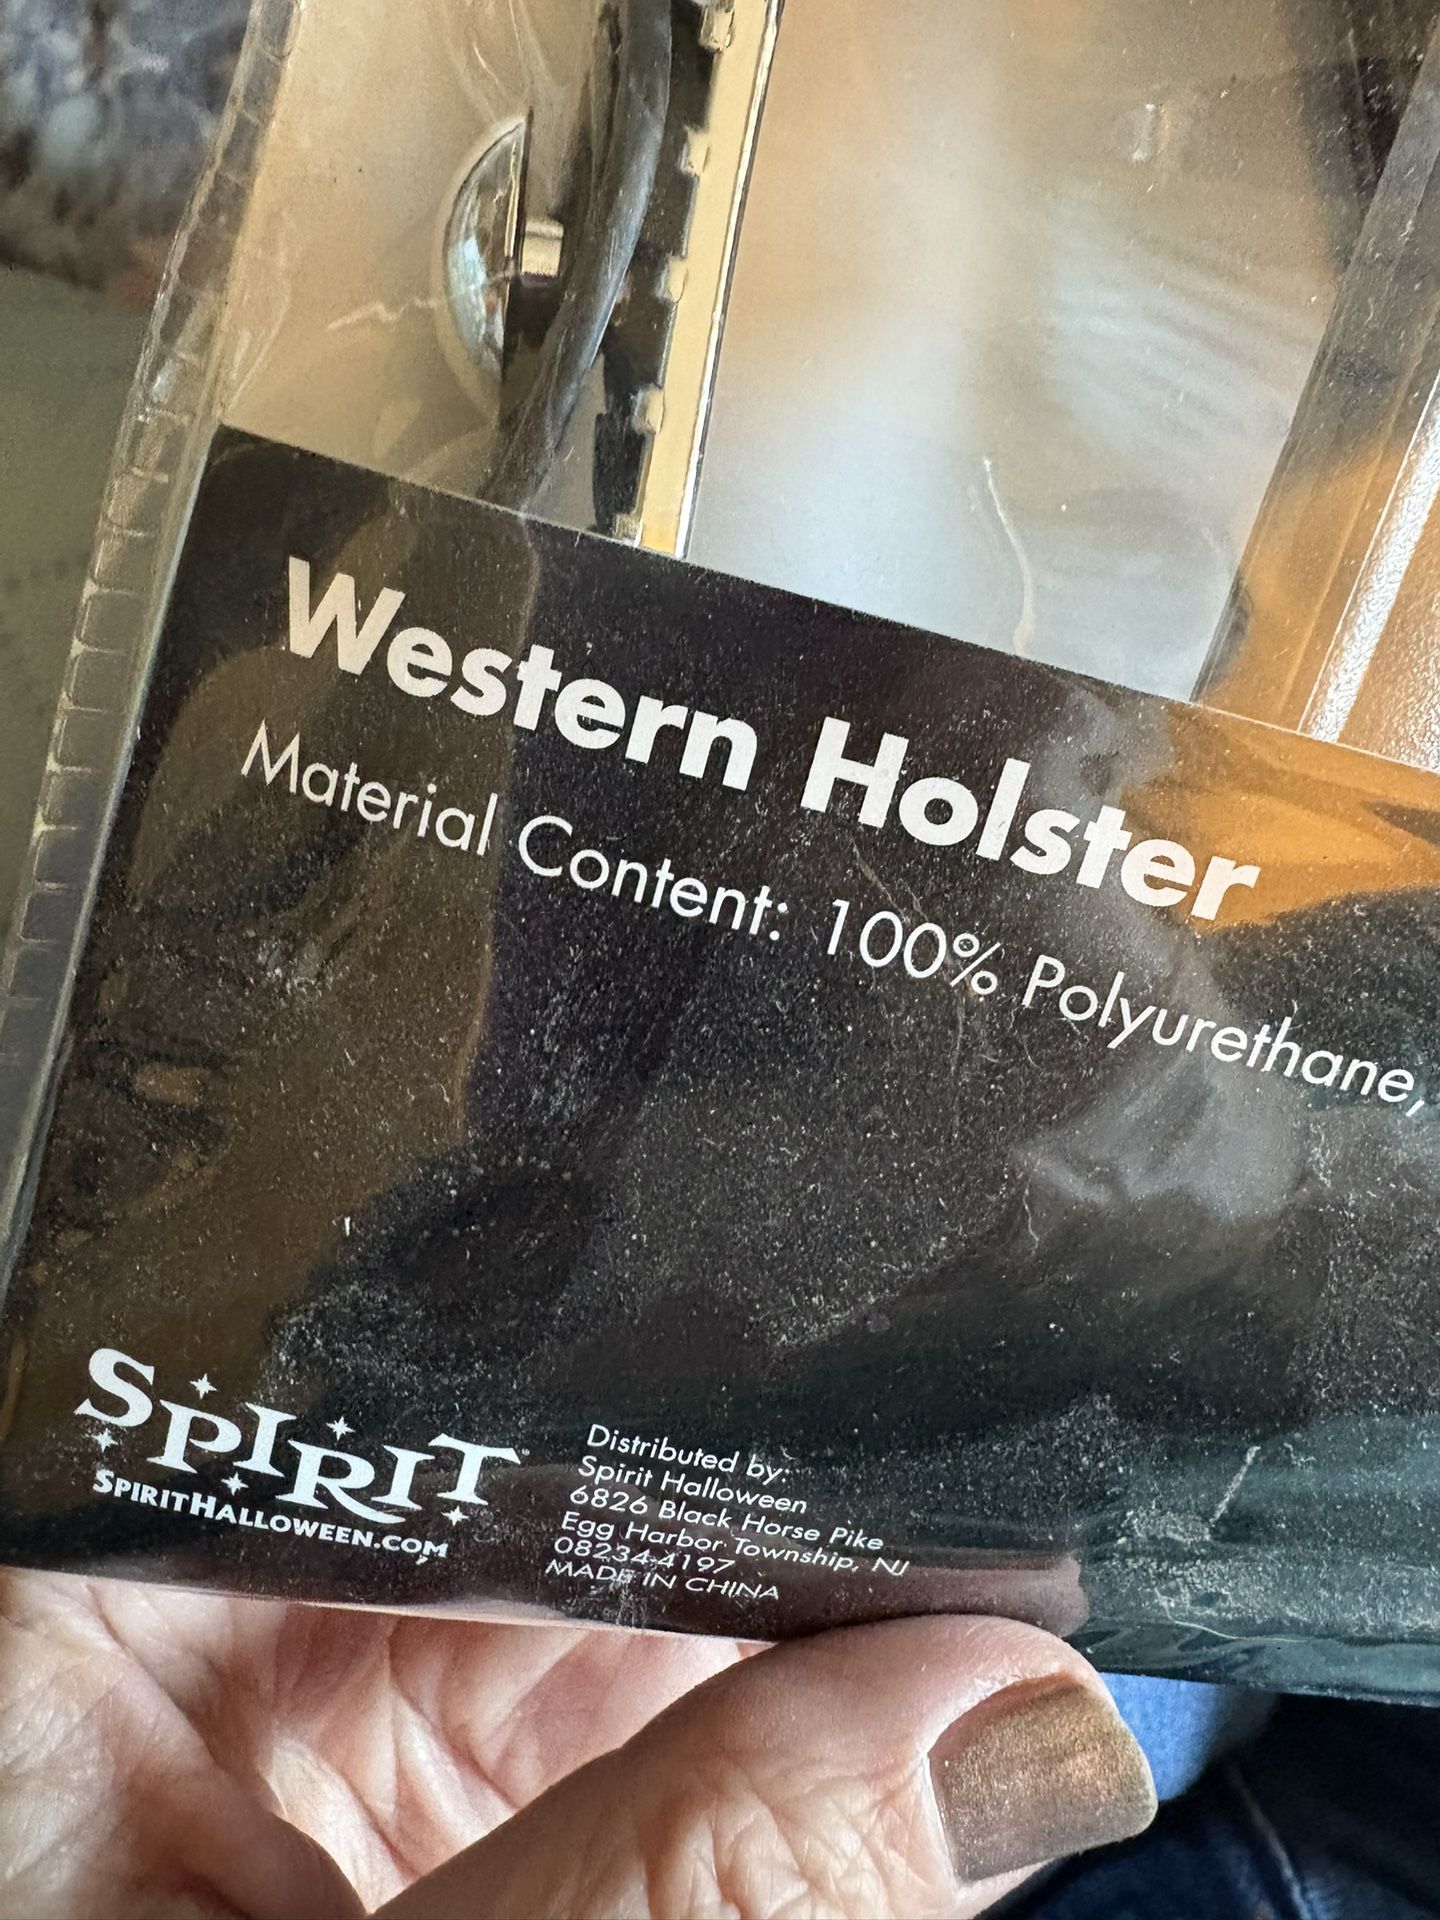 Western Holster
Material Content: 100% Polyurethane,
SPIRIT
SPIRITHALLOWEEN.COM
Distributed by:
Spirit Halloween
6826 Black Horse Pike
Egg Harbor Township, NJ
08234-4197
MADE IN CHINA